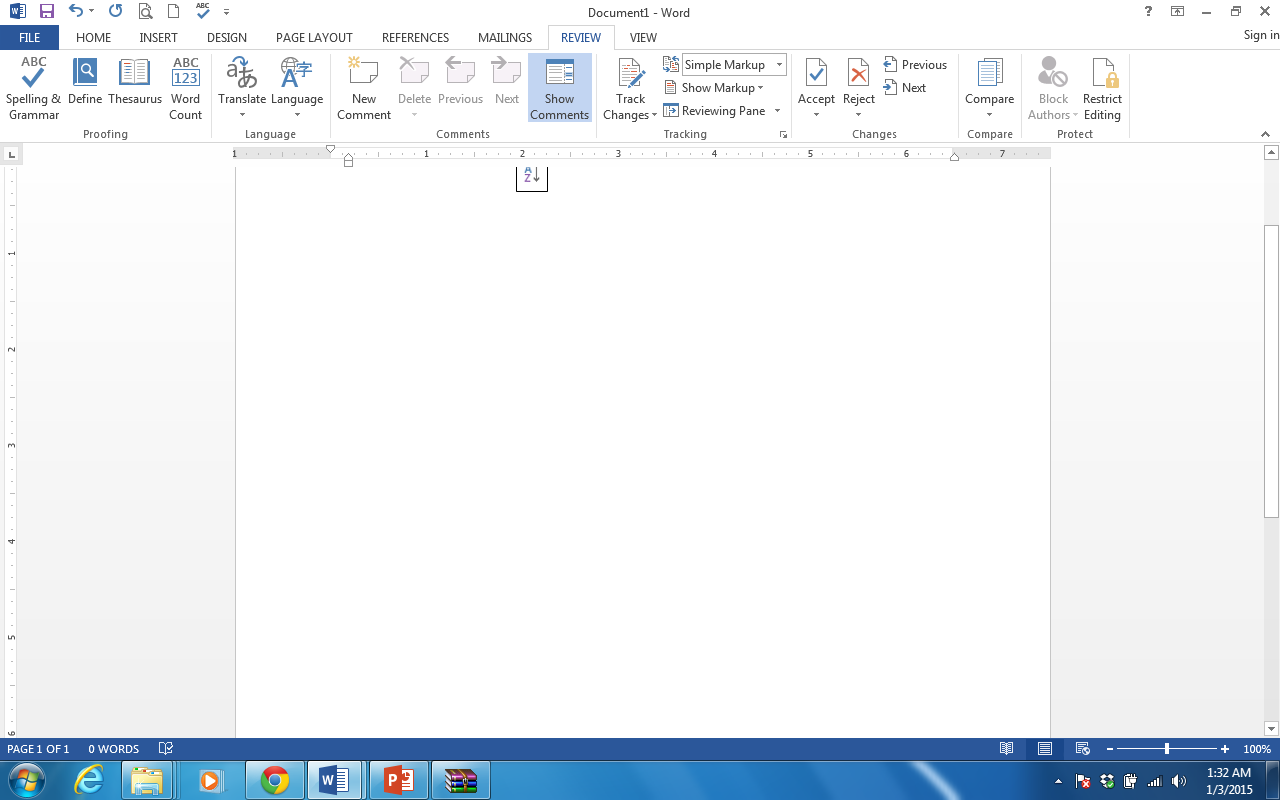 ABC
Document1 - Word
?
FILE
HOME
INSERT
DESIGN
PAGE LAYOUT
REFERENCES
MAILINGS
REVIEW
VIEW
Sign in
ABC
Spelling &
Grammar
Define
Thesaurus
ABC
123
Word
Count
Proofing
a あ
Translate
A 字
Language
Language
New
Comment
Delete
Previous
Next
Show
Comments
Comments
Track
Changes
Simple Markup
Show Markup
Reviewing Pane
Tracking
Accept
Reject
Previous
Next
Changes
Compare
Compare
Block
Authors
Restrict
Editing
Protect
L
1 1 2 3 4 5 6 7
A
Z
1
2
3
4
5
6
PAGE 1 OF 1
0 WORDS
100%
W
P
1:32 AM
1/3/2015